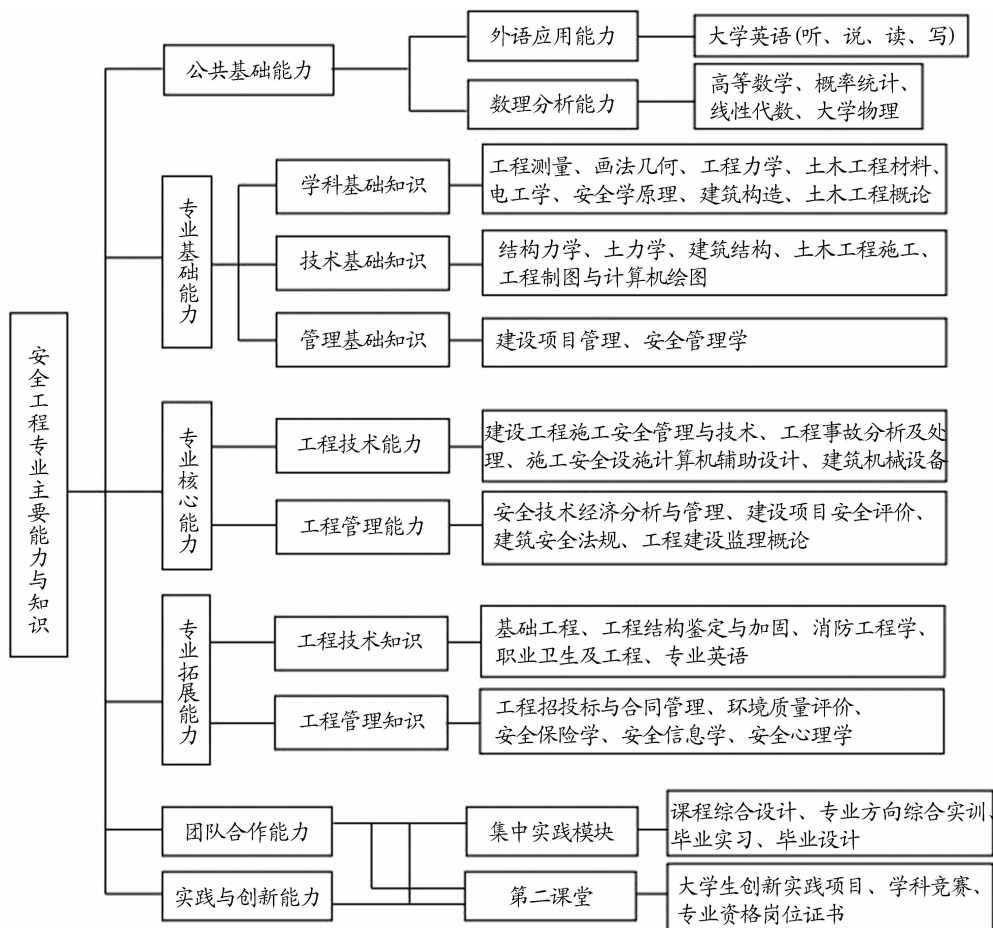 安全工程专业主要能力与知识
公共基础能力
外语应用能力
大学英语(听、说、读、写)
数理分析能力
高等数学、概率统计、
线性代数、大学物理
专业基础能力
学科基础知识
工程测量、画法几何、工程力学、土木工程材料、
电工学、安全学原理、建筑构造、土木工程概论
技术基础知识
结构力学、土力学、建筑结构、土木工程施工、
工程制图与计算机绘图
管理基础知识
建设项目管理、安全管理学
专业核心能力
工程技术能力
建设工程施工安全管理与技术、工程事故分析及处
理、施工安全设施计算机辅助设计、建筑机械设备
工程管理能力
安全技术经济分析与管理、建设项目安全评价、
建筑安全法规、工程建设监理概论
专业拓展能力
工程技术知识
基础工程、工程结构鉴定与加固、消防工程学、
职业卫生及工程、专业英语
工程管理知识
工程招投标与合同管理、环境质量评价、
安全保险学、安全信息学、安全心理学
团队合作能力
集中实践模块
课程综合设计、专业方向综合实训、
毕业实习、毕业设计
实践与创新能力
第二课堂
大学生创新实践项目、学科竞赛、
专业资格岗位证书